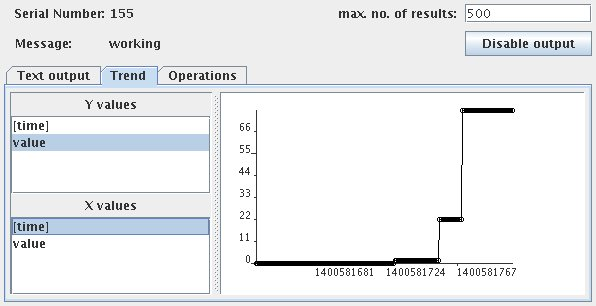 Serial Number: 155 max. no. of results: 500
Message: working Disable output
Text output Trend Operations
Y values
[time]
value
X values
[time]
value
66
55
44
33
22
11
0
1400581681 1400581724 1400581767